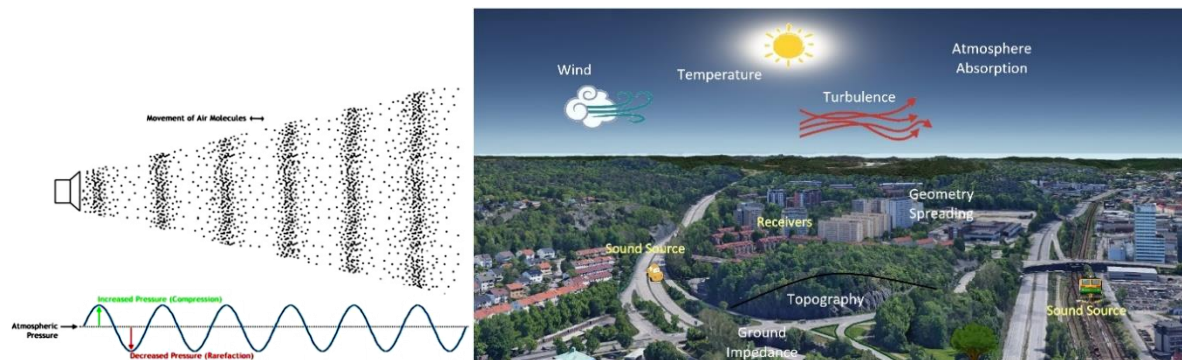 Movement of Air Molecules
Increased Pressure (Compression)
Atmospheric
Pressure
Decreased Pressure (Rarefaction)
Wind
Temperature
Atmosphere
Absorption
Turbulence
Geometry
Spreading
Receivers
Sound Source
Topography
Sound Source
Ground
Impedance